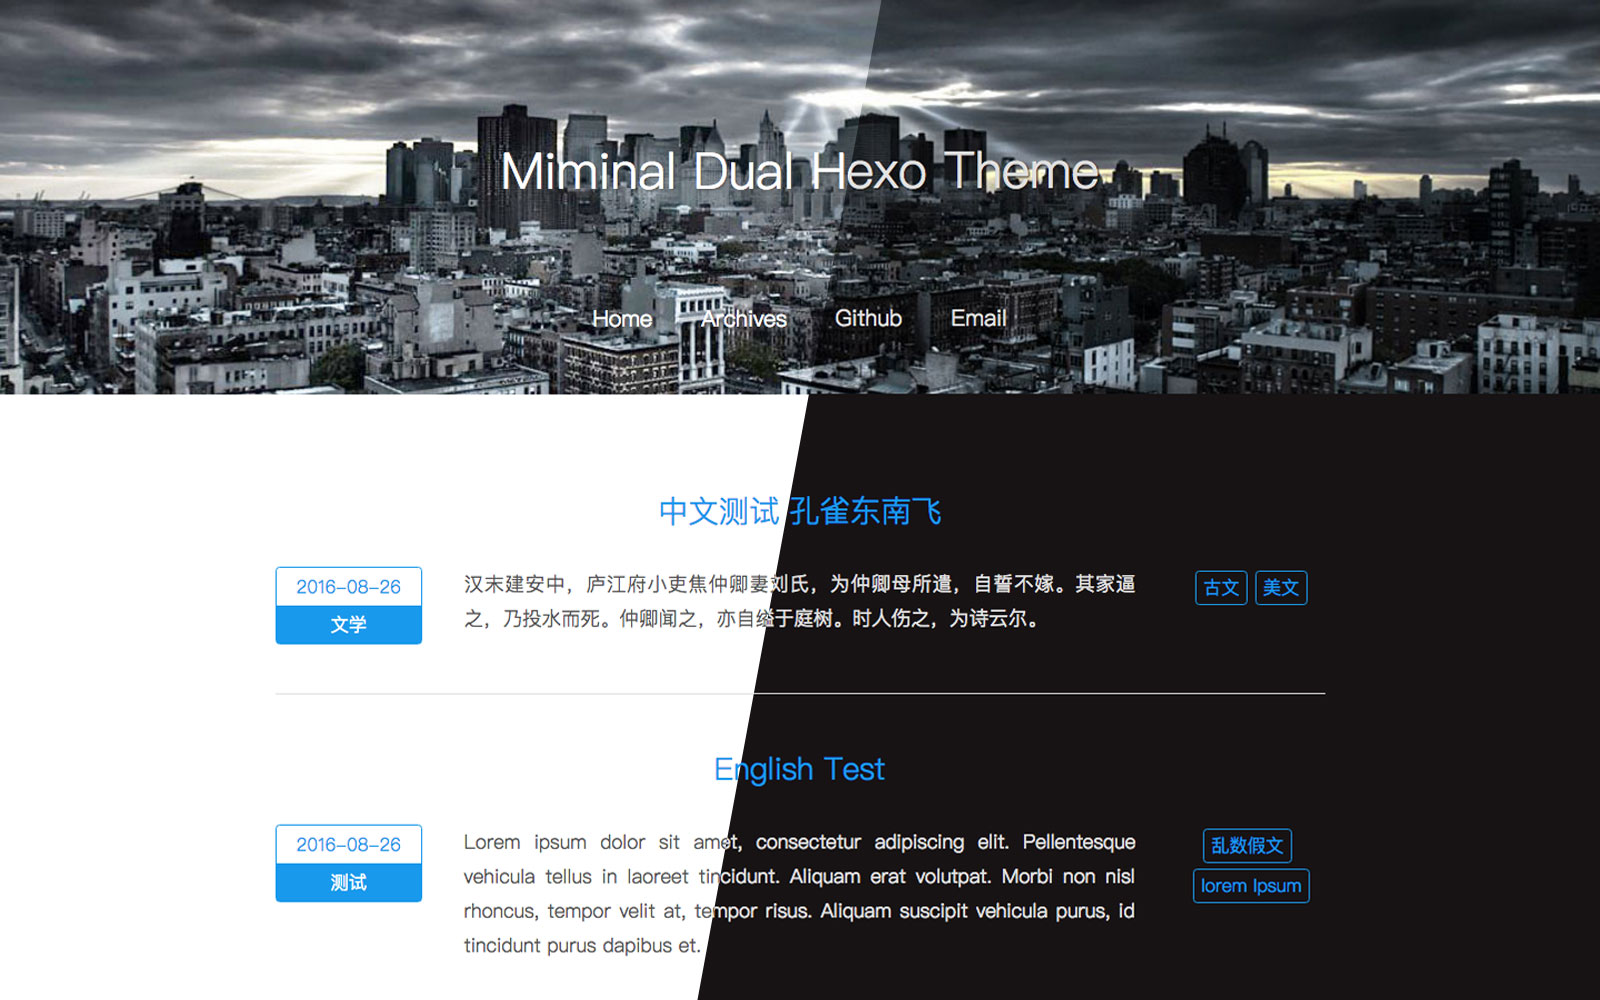 Miminal Dual Hexo Theme
Home Archives Github Email
中文测试 孔雀东南飞
2016-08-26
文学
汉末建安中，庐江府小吏焦仲卿妻刘氏，为仲卿母所遣，自誓不嫁。其家逼
之，乃投水而死。仲卿闻之，亦自缢于庭树。时人伤之，为诗云尔。
古文 美文
English Test
2016-08-26
测试
Lorem ipsum dolor sit amet, consectetur adipiscing elit. Pellentesque
vehicula tellus in laoreet tincidunt. Aliquam erat volutpat. Morbi non nisl
rhoncus, tempor velit at, tempor risus. Aliquam suscipit vehicula purus, id
tincidunt purus dapibus et.
乱数假文
lorem Ipsum